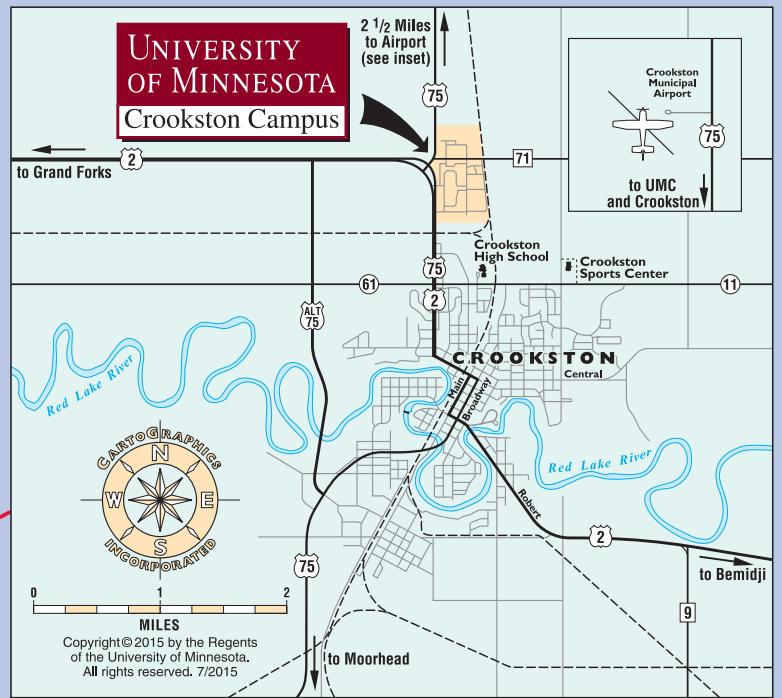 UNIVERSITY
OF MINNESOTA
Crookston Campus
2 1/2 Miles
to Airport
(see inset)
75
Crookston
Municipal
Airport
75
to UMC
and Crookston
2
to Grand Forks
71
Crookston
High School
Crookston
Sports Center
75
61
2
11
ALT
75
CROOKSTON
Central
Main
Broadway
Red Lake River
Red Lake River
Robert
CARTOGRAPHICS
N
W
E
S
INCORPORATED
2
to Bemidji
75
9
0
1
2
MILES
Copyright © 2015 by the Regents
of the University of Minnesota.
All rights reserved. 7/2015
to Moorhead